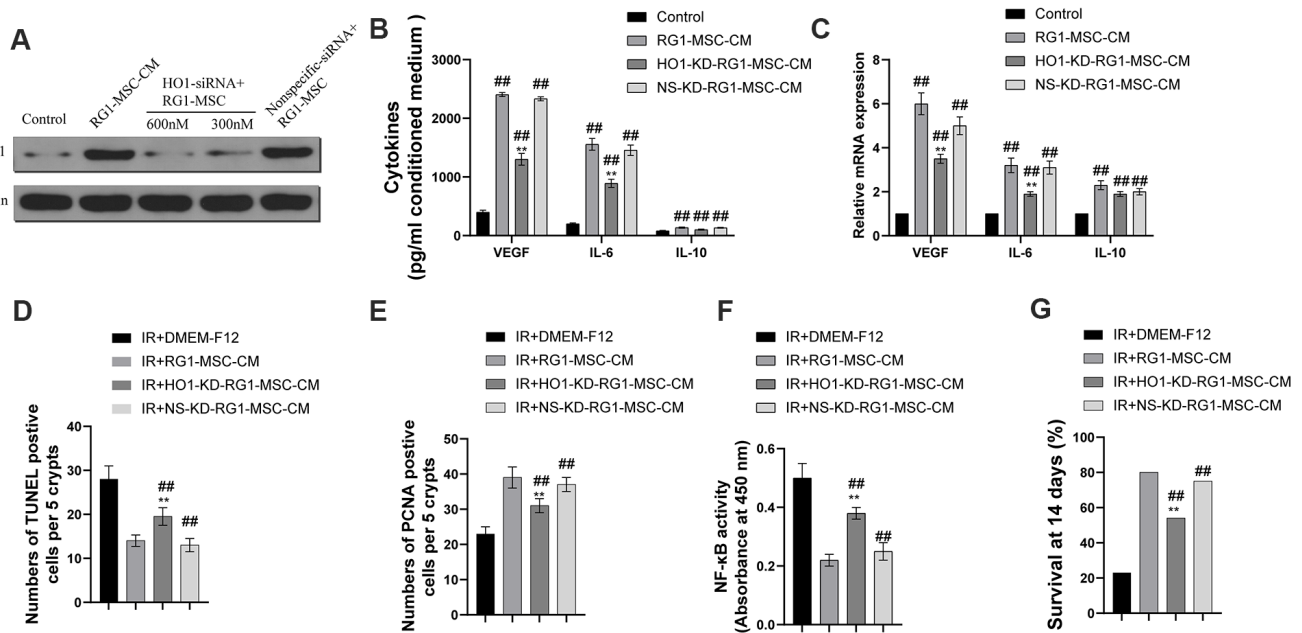 A
Control
RG1-MSC-CM
HO1-siRNA+
RG1-MSC
600nM
300nM
Nonspecific-siRNA+
RG1-MSC
1
n
B
Control
RG1-MSC-CM
HO1-KD-RG1-MSC-CM
NS-KD-RG1-MSC-CM
Cytokines
(pg/ml conditioned medium )
3000
2000
1000
0
## ## ** ##
## ## ** ##
## ## ##
VEGF
IL-6
IL-10
C
Control
RG1-MSC-CM
HO1-KD-RG1-MSC-CM
NS-KD-RG1-MSC-CM
Relative mRNA expression
8
6
4
2
0
## ## ** ##
## ## ** ##
## ## ##
VEGF
IL-6
IL-10
D
IR+DMEM-F12
IR+RG1-MSC-CM
IR+HO1-KD-RG1-MSC-CM
IR+NS-KD-RG1-MSC-CM
Numbers of TUNEL postive
cells per 5 crypts
40
30
20
10
0
##
**
##
E
IR+DMEM-F12
IR+RG1-MSC-CM
IR+HO1-KD-RG1-MSC-CM
IR+NS-KD-RG1-MSC-CM
Numbers of PCNA postive
cells per 5 crypts
50
40
30
20
10
0
##
**
##
F
IR+DMEM-F12
IR+RG1-MSC-CM
IR+HO1-KD-RG1-MSC-CM
IR+NS-KD-RG1-MSC-CM
NF-κB activity
(Absorbance at 450 nm)
0.6
0.4
0.2
0.0
##
**
##
G
IR+DMEM-F12
IR+RG1-MSC-CM
IR+HO1-KD-RG1-MSC-CM
IR+NS-KD-RG1-MSC-CM
Survival at 14 days (%)
100
80
60
40
20
0
##
**
##